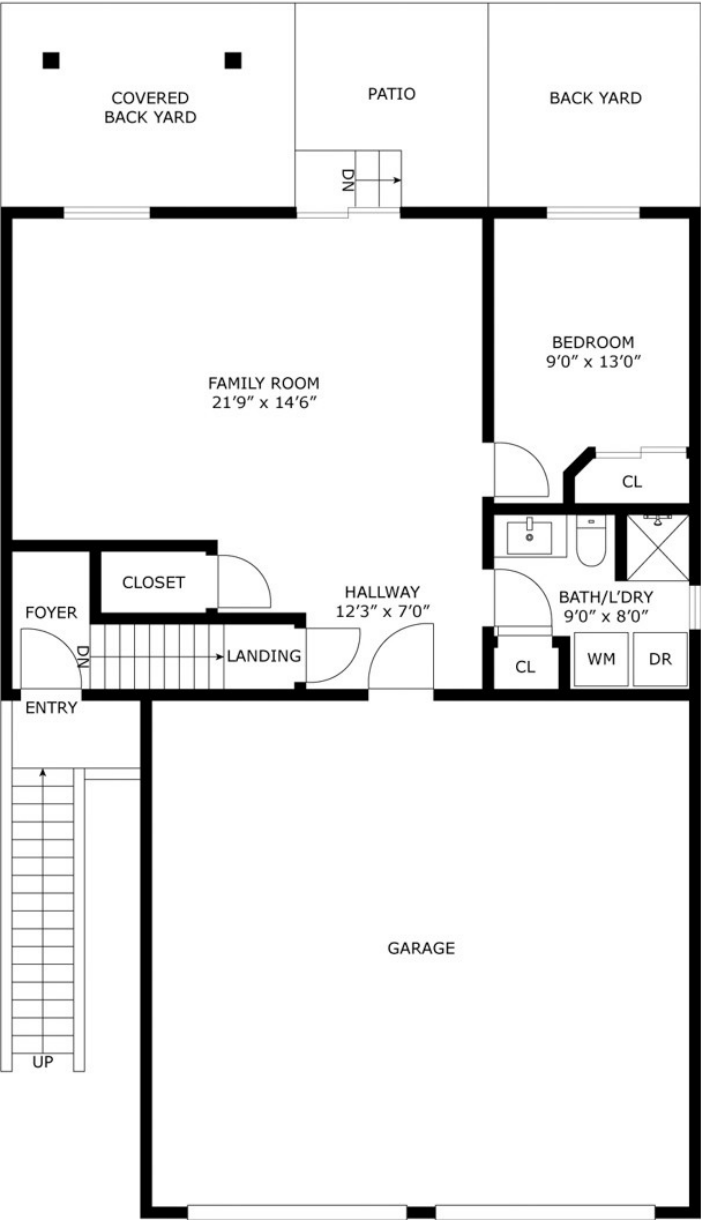 COVERED
BACK YARD
PATIO
BACK YARD
DN
BEDROOM
9’0” x 13’0”
FAMILY ROOM
21’9” x 14’6”
CL
CLOSET
HALLWAY
12’3” x 7’0”
BATH/L’DRY
9’0” x 8’0”
FOYER
DN
LANDING
CL
WM
DR
ENTRY
GARAGE
UP